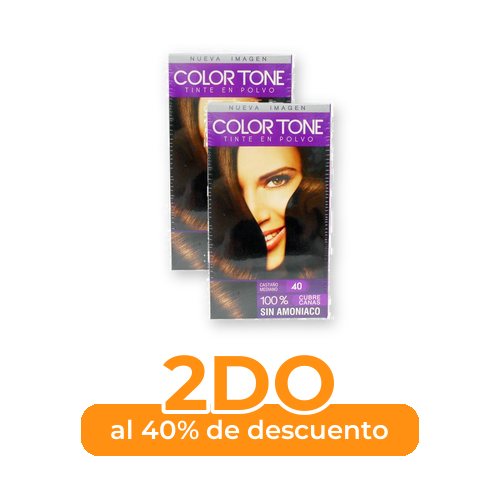 NUEVA IMAGEN
COLOR TONE
TINTE EN POLVO
NUEVA IMAGEN
COLOR TONE
TINTE EN POLVO
CASTAÑO
MEDIANO
40
100 %
CUBRE
CANAS
SIN AMONIACO
2DO
al 40% de descuento